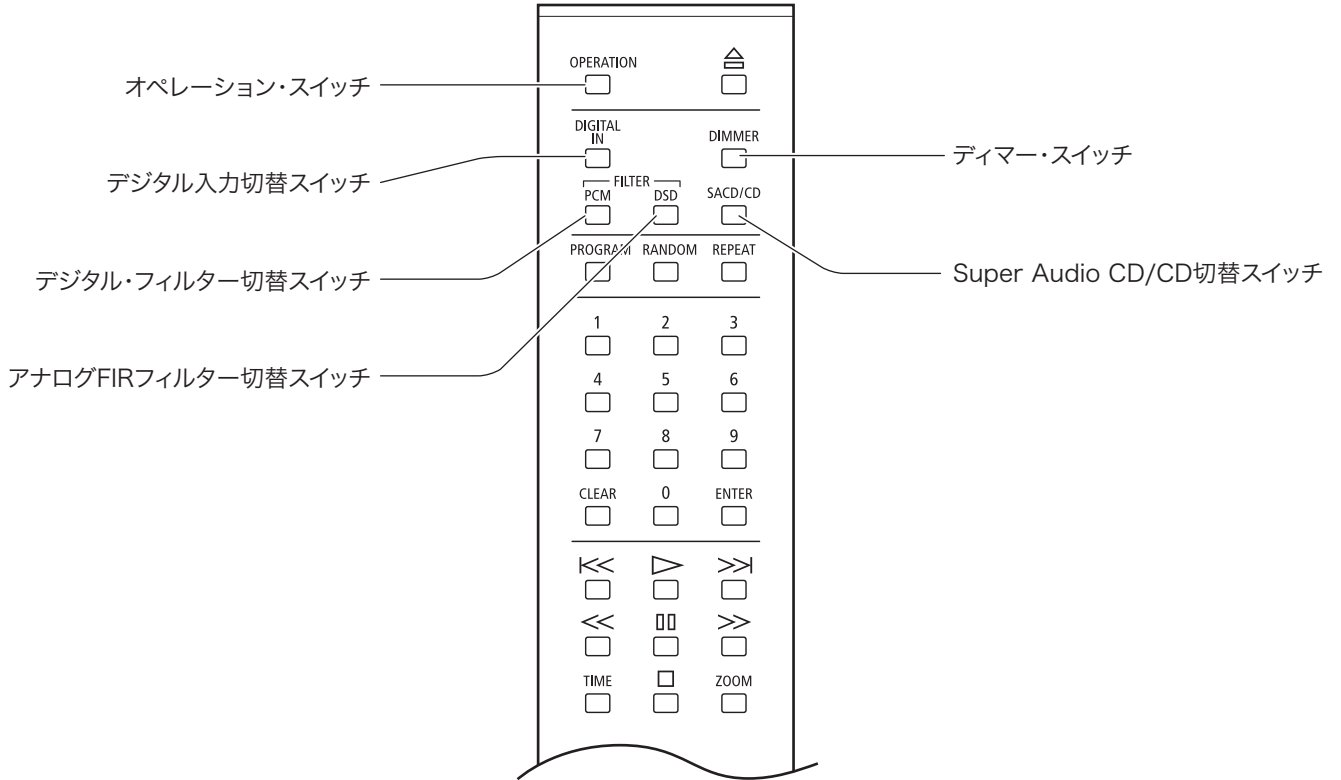 OPERATION
オペレーション・スイッチ
DIGITAL
IN
DIMMER
ディマー・スイッチ
デジタル入力切替スイッチ
FILTER
PCM DSD SACD/CD
PROGRAM RANDOM REPEAT
デジタル・フィルター切替スイッチ
Super Audio CD/CD切替スイッチ
1 2 3
アナログFIRフィルター切替スイッチ
4 5 6
7 8 9
CLEAR 0 ENTER
TIME ZOOM